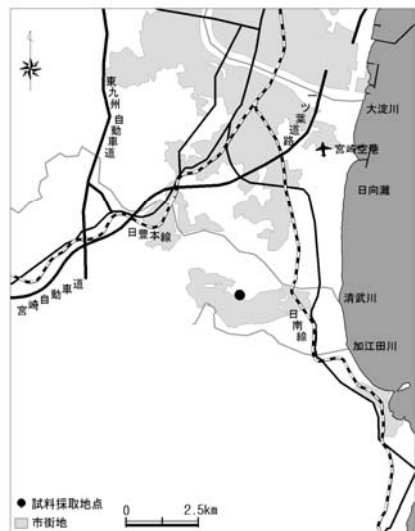 東九州自動車道
一ツ葉道路
大淀川
宮崎空港
日向灘
日豊本線
宮崎自動車道
清武川
日南線
加江田川
試料採取地点
市街地
0 2.5km